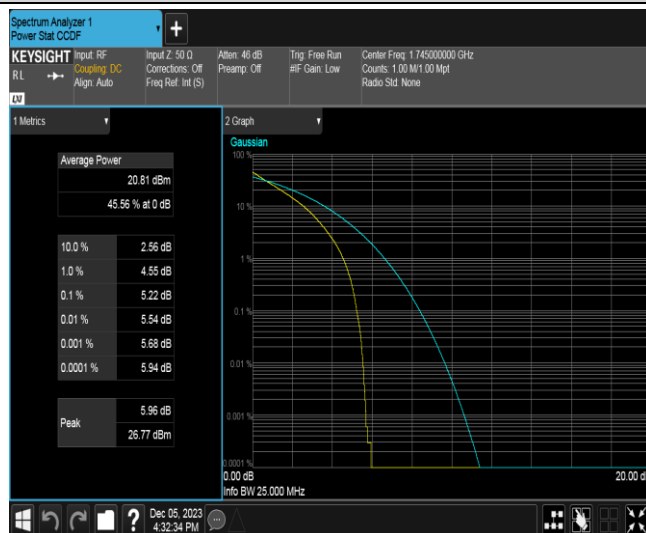 Spectrum Analyzer 1
Power Stat CCDF
+
KEYSIGHT
RL
LXI
Input: RF
Coupling: DC
Align: Auto
Input Z: 50 Ω
Corrections: Off
Freq Ref: Int (S)
Atten: 46 dB
Preamp: Off
Trig: Free Run
#IF Gain: Low
Center Freq: 1.745000000 GHz
Counts: 1.00 M/1.00 Mpt
Radio Std: None
1 Metrics
Average Power
20.81 dBm
45.56 % at 0 dB
10.0 % 2.56 dB
1.0 % 4.55 dB
0.1 % 5.22 dB
0.01 % 5.54 dB
0.001 % 5.68 dB
0.0001 % 5.94 dB
Peak
5.96 dB
26.77 dBm
2 Graph
Gaussian
100 %
10 %
1 %
0.1 %
0.01 %
0.001 %
0.0001 %
0.00 dB
20.00 d
Info BW 25.000 MHz
?
Dec 05, 2023
4:32:34 PM